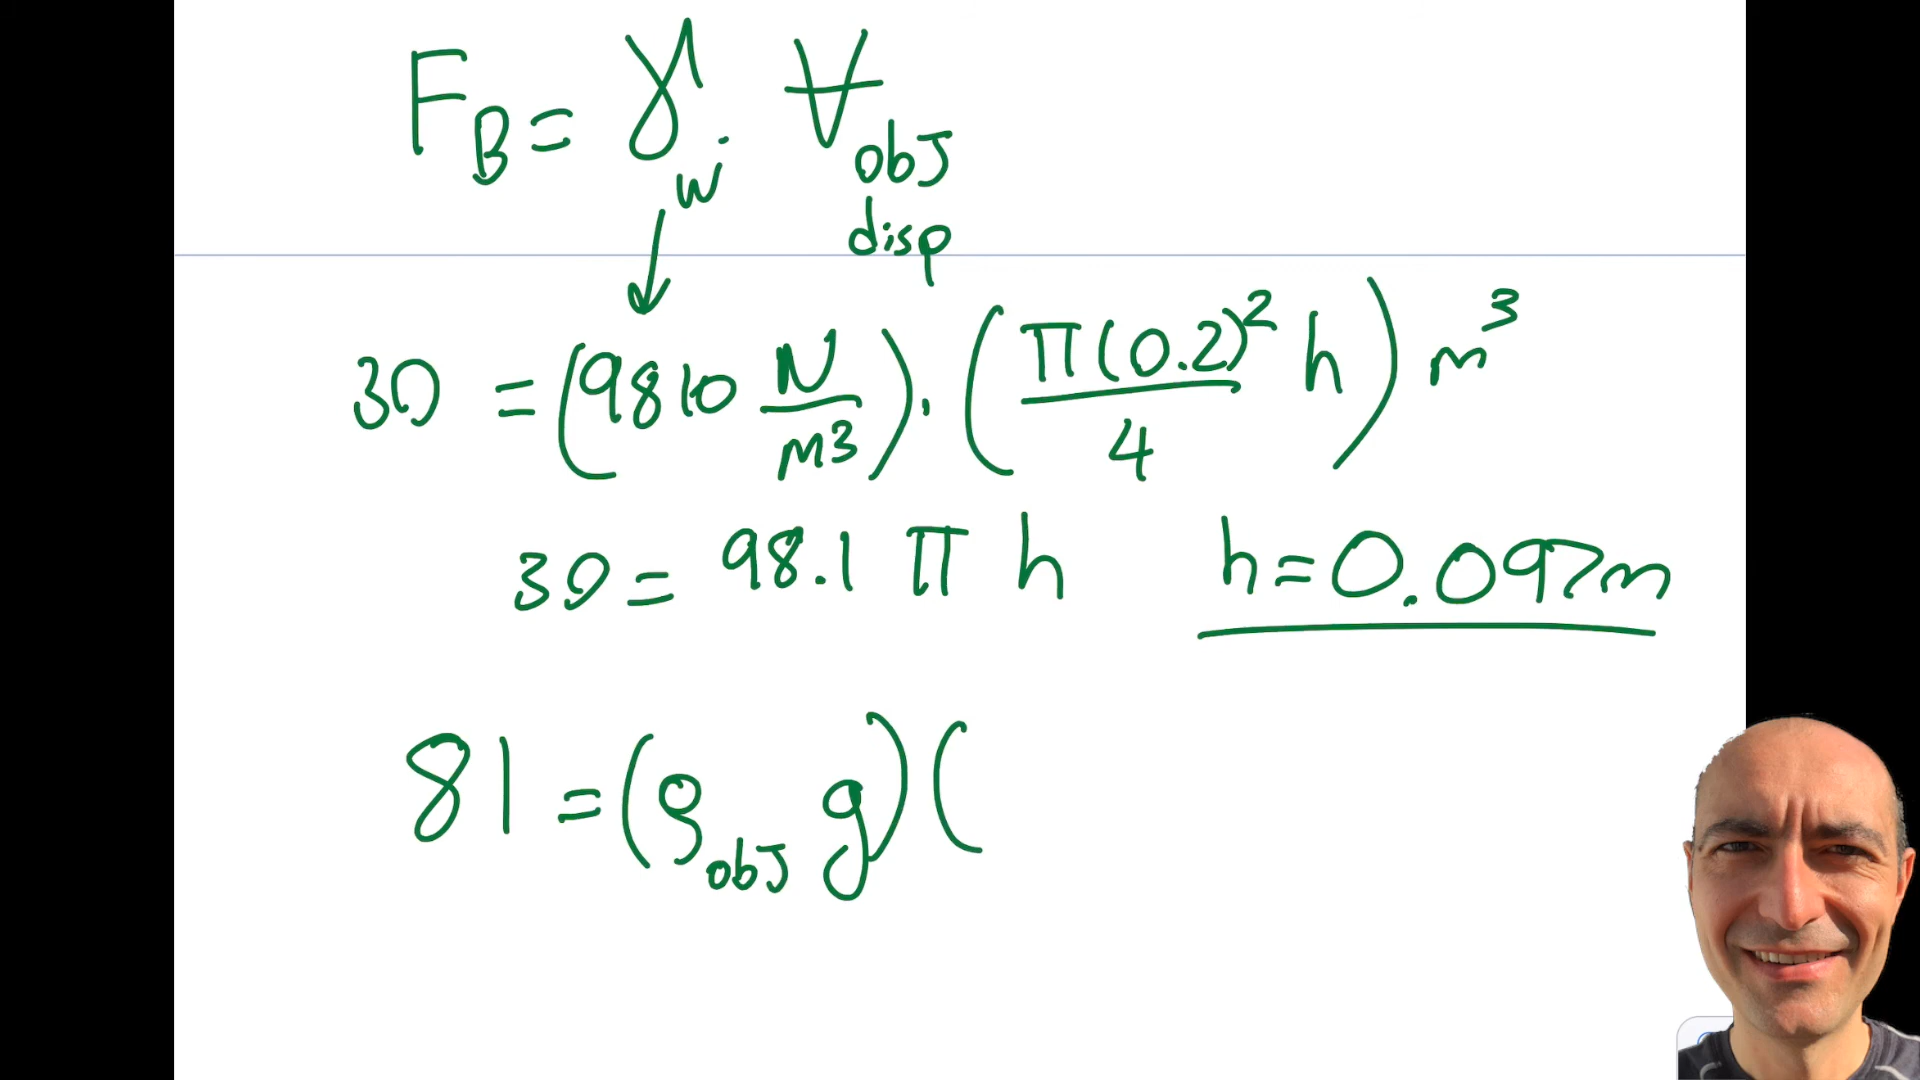 F_B = γ_w · ∀_obj disp
30 = (9810 N/m³) · (π(0.2)²/4 h) m³
30 = 98.1 π h   h = 0.097m
81 = (ρ_obj g)(